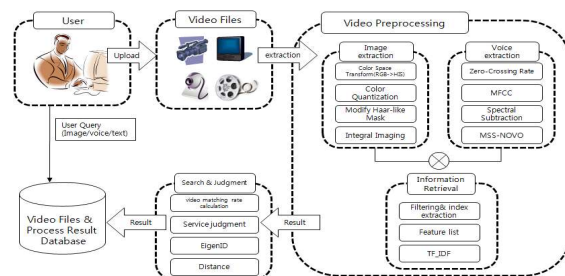 User
Upload
Video Files
extraction
Video Preprocessing
Image
extraction
Color Space
Transform(RGB->HIS)
Color
Quantization
Modify Haar-like
Mask
Integral Imaging
Voice
extraction
Zero-Crossing Rate
MFCC
Spectral
Subtraction
MSS-NOVO
Information
Retrieval
Filtering& index
extraction
Feature list
TF_IDF
Result
Search & Judgment
video matching rate
calculation
Service judgment
EigenID
Distance
Result
User Query
(Image/voice/text)
Video Files &
Process Result
Database